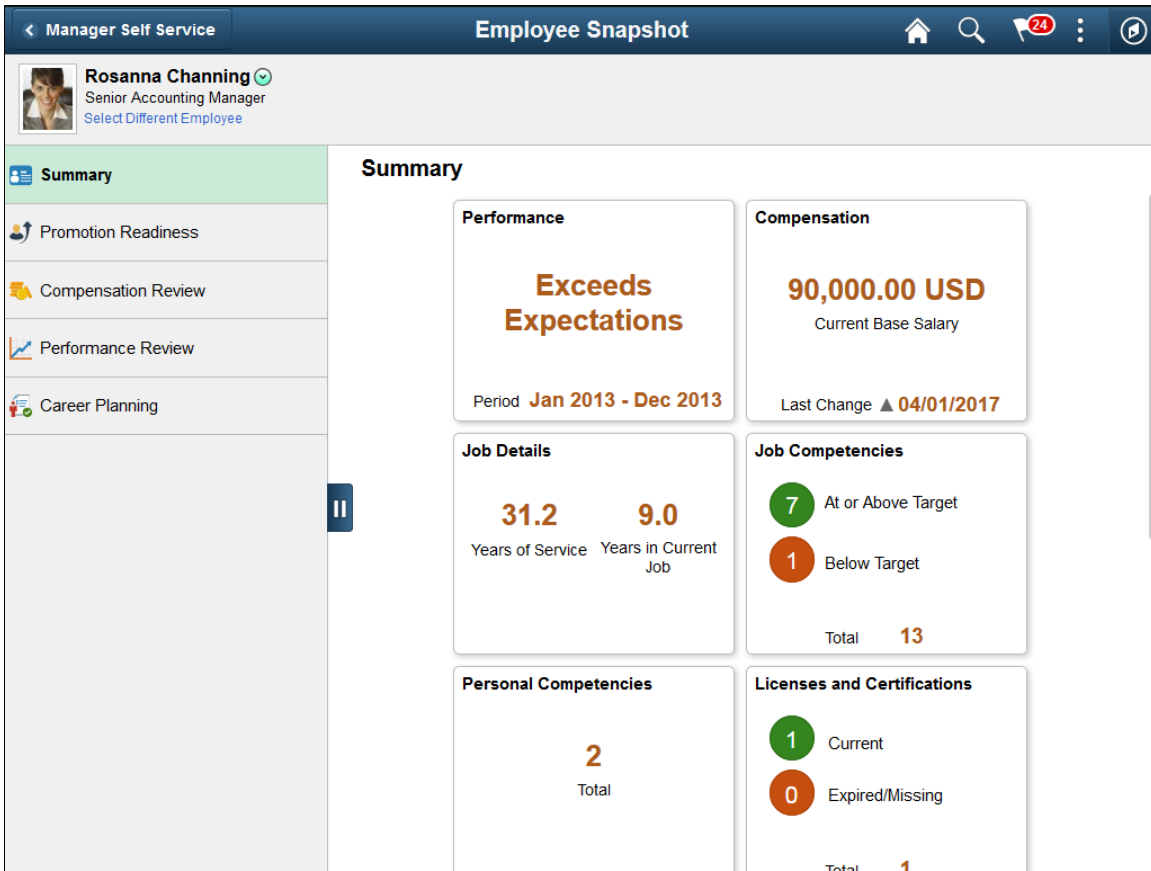 Manager Self Service
Employee Snapshot
24
Rosanna Channing
Senior Accounting Manager
Select Different Employee
Summary
Promotion Readiness
Compensation Review
Performance Review
Career Planning
Summary
Performance
Exceeds
Expectations
Period Jan 2013 - Dec 2013
Compensation
90,000.00 USD
Current Base Salary
Last Change 04/01/2017
Job Details
31.2
Years of Service
9.0
Years in Current
Job
Job Competencies
7 At or Above Target
1 Below Target
Total 13
Personal Competencies
2
Total
Licenses and Certifications
1 Current
0 Expired/Missing
Total 1